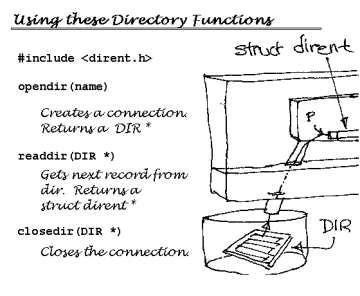 Using these Directory Functions
#include <dirent.h>
opendir(name)
Creates a connection.
Returns a DIR *
readdir(DIR *)
Gets next record from
dir. Returns a
struct dirent *
closedir(DIR *)
Closes the connection.
struct dirent
P
DIR